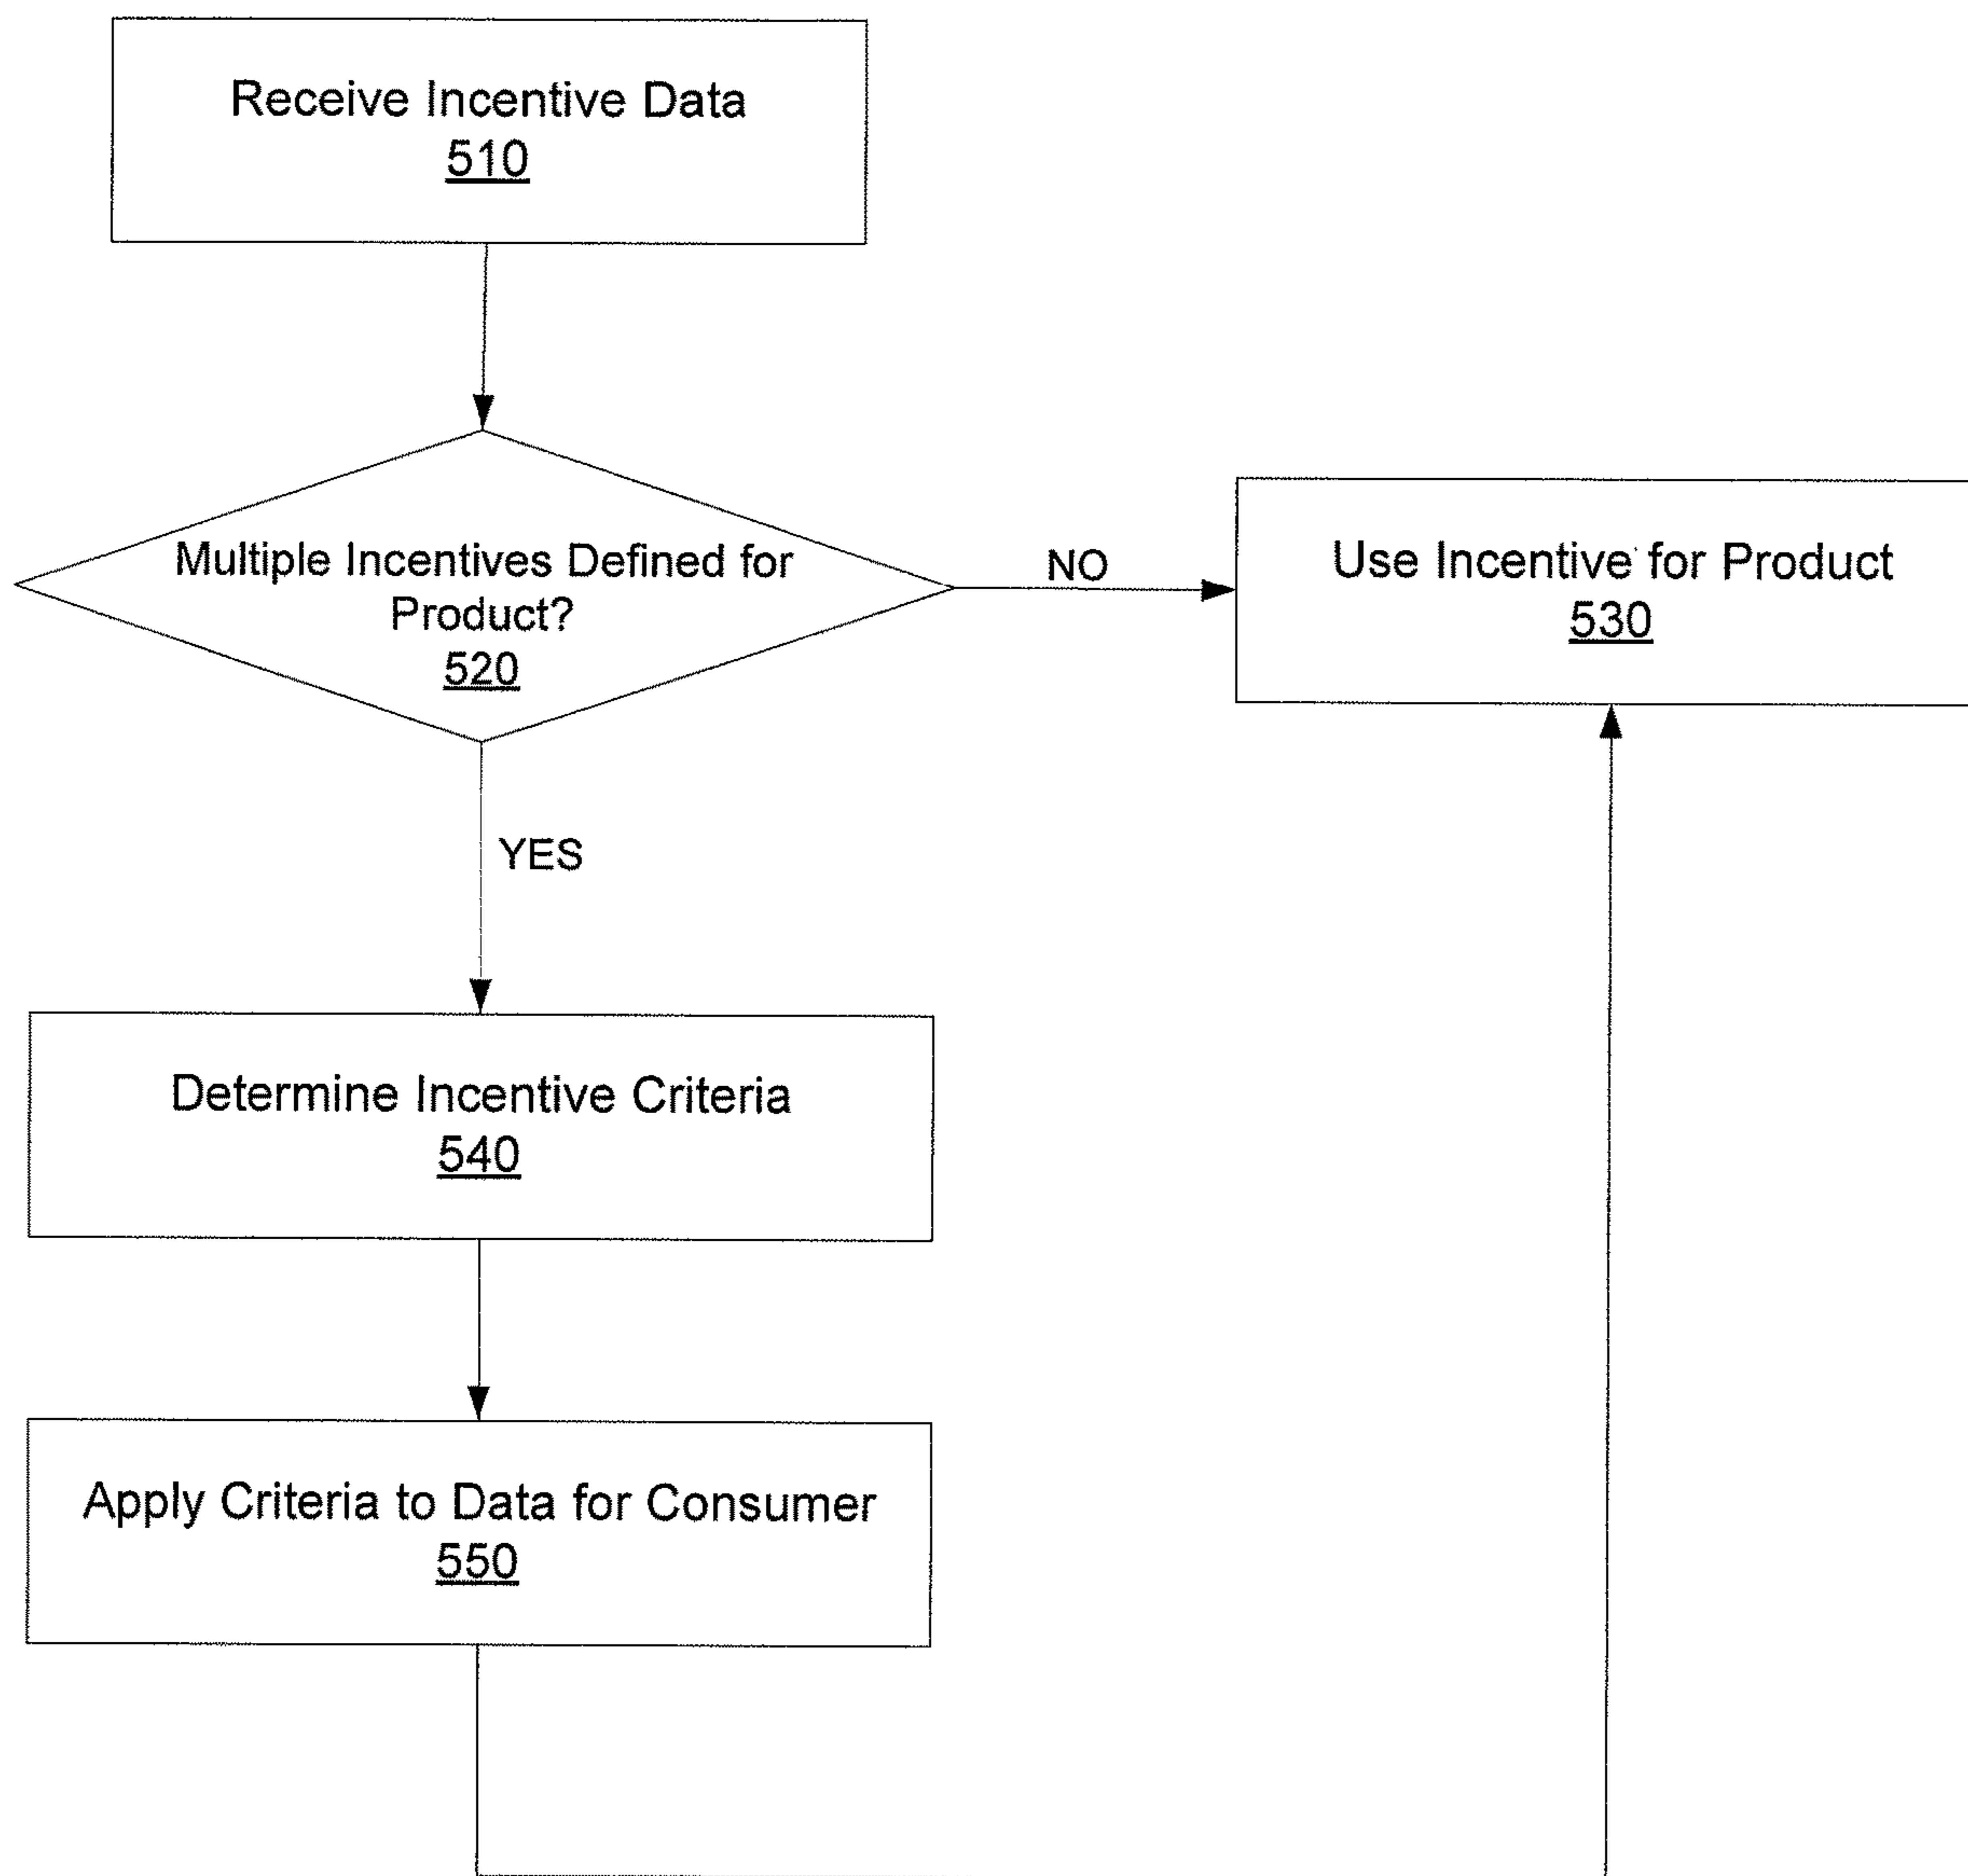 Receive Incentive Data
510
Multiple Incentives Defined for
Product?
520
NO
Use Incentive for Product
530
YES
Determine Incentive Criteria
540
Apply Criteria to Data for Consumer
550